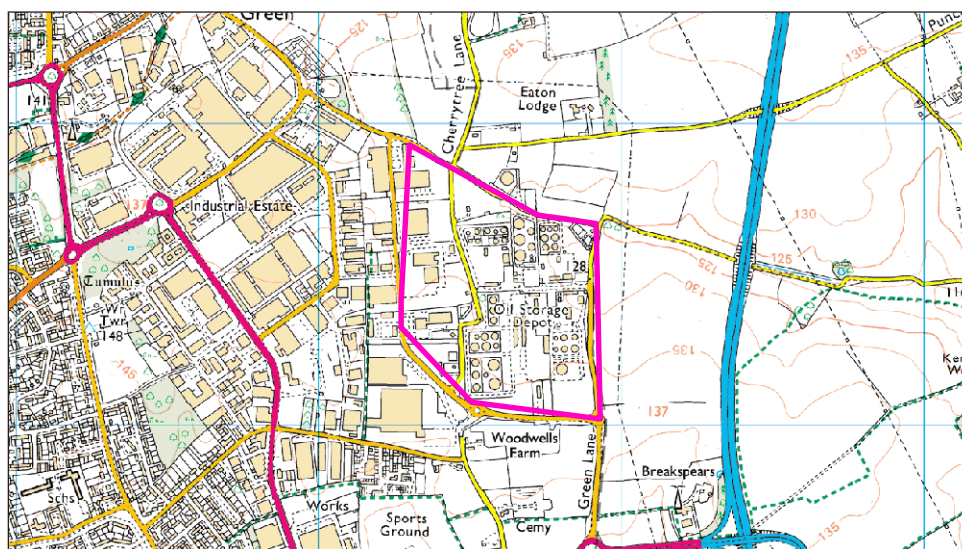 Green
125
135
Cherrytree Lane
Eaton
Lodge
135
141
137
Industrial Estate
130
125
125
130
28
Tumulus
Wr
Twr
148
146
Oil Storage
Depot
135
137
Woodwells
Farm
Green Lane
Breakspears
Schs
Works
Sports
Ground
Cemy
135